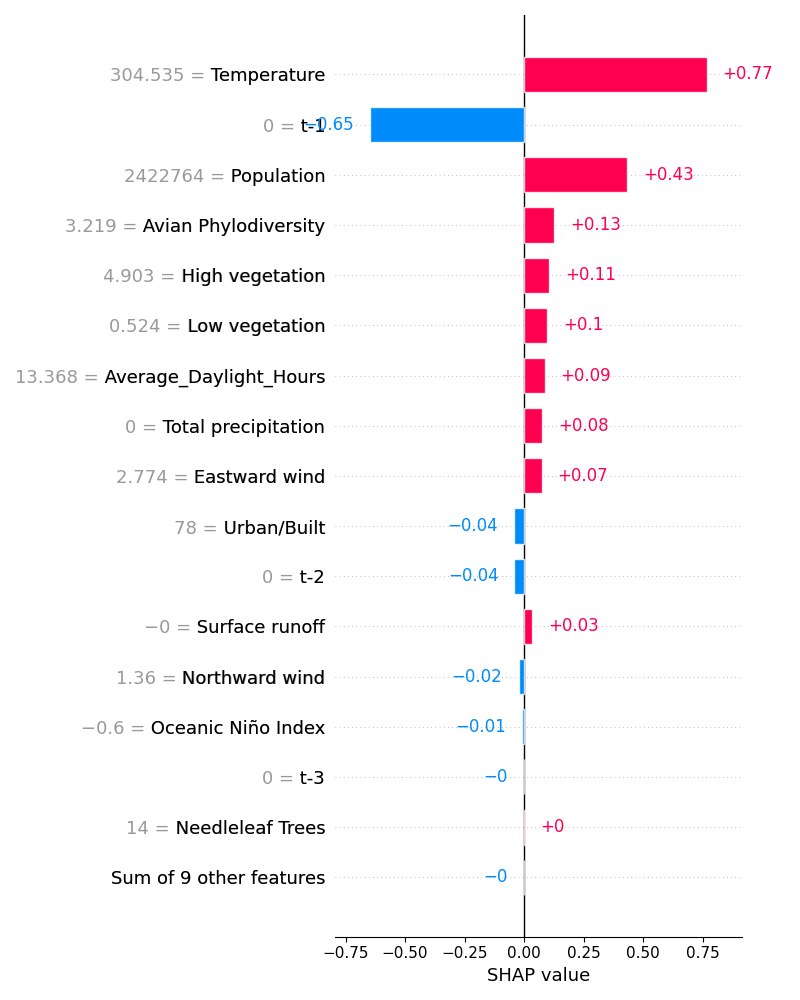 304.535 = Temperature +0.77
0 = t-1 −0.65
2422764 = Population +0.43
3.219 = Avian Phylodiversity +0.13
4.903 = High vegetation +0.11
0.524 = Low vegetation +0.1
13.368 = Average_Daylight_Hours +0.09
0 = Total precipitation +0.08
2.774 = Eastward wind +0.07
78 = Urban/Built −0.04
0 = t-2 −0.04
−0 = Surface runoff +0.03
1.36 = Northward wind −0.02
−0.6 = Oceanic Niño Index −0.01
0 = t-3 −0
14 = Needleleaf Trees +0
Sum of 9 other features −0
−0.75 −0.50 −0.25 0.00 0.25 0.50 0.75
SHAP value